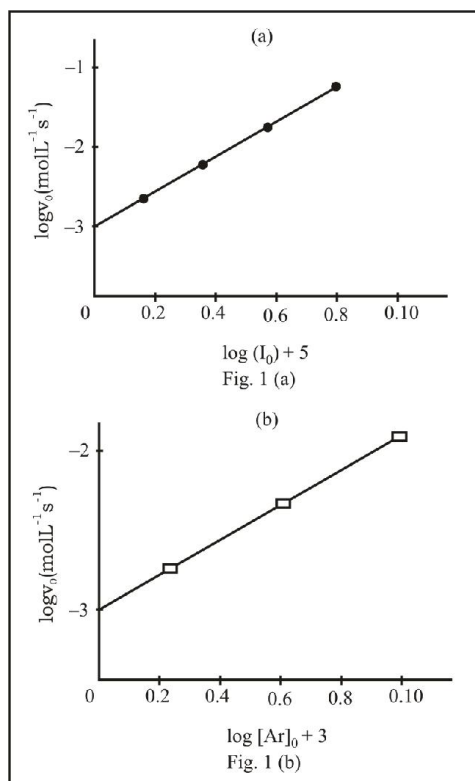 (a)
−1
−2
−3
logv₀(molL⁻¹ s⁻¹)
0 0.2 0.4 0.6 0.8 0.10
log (I₀) + 5
Fig. 1 (a)
(b)
−2
−3
logv₀(molL⁻¹ s⁻¹)
0 0.2 0.4 0.6 0.8 0.10
log [Ar]₀ + 3
Fig. 1 (b)